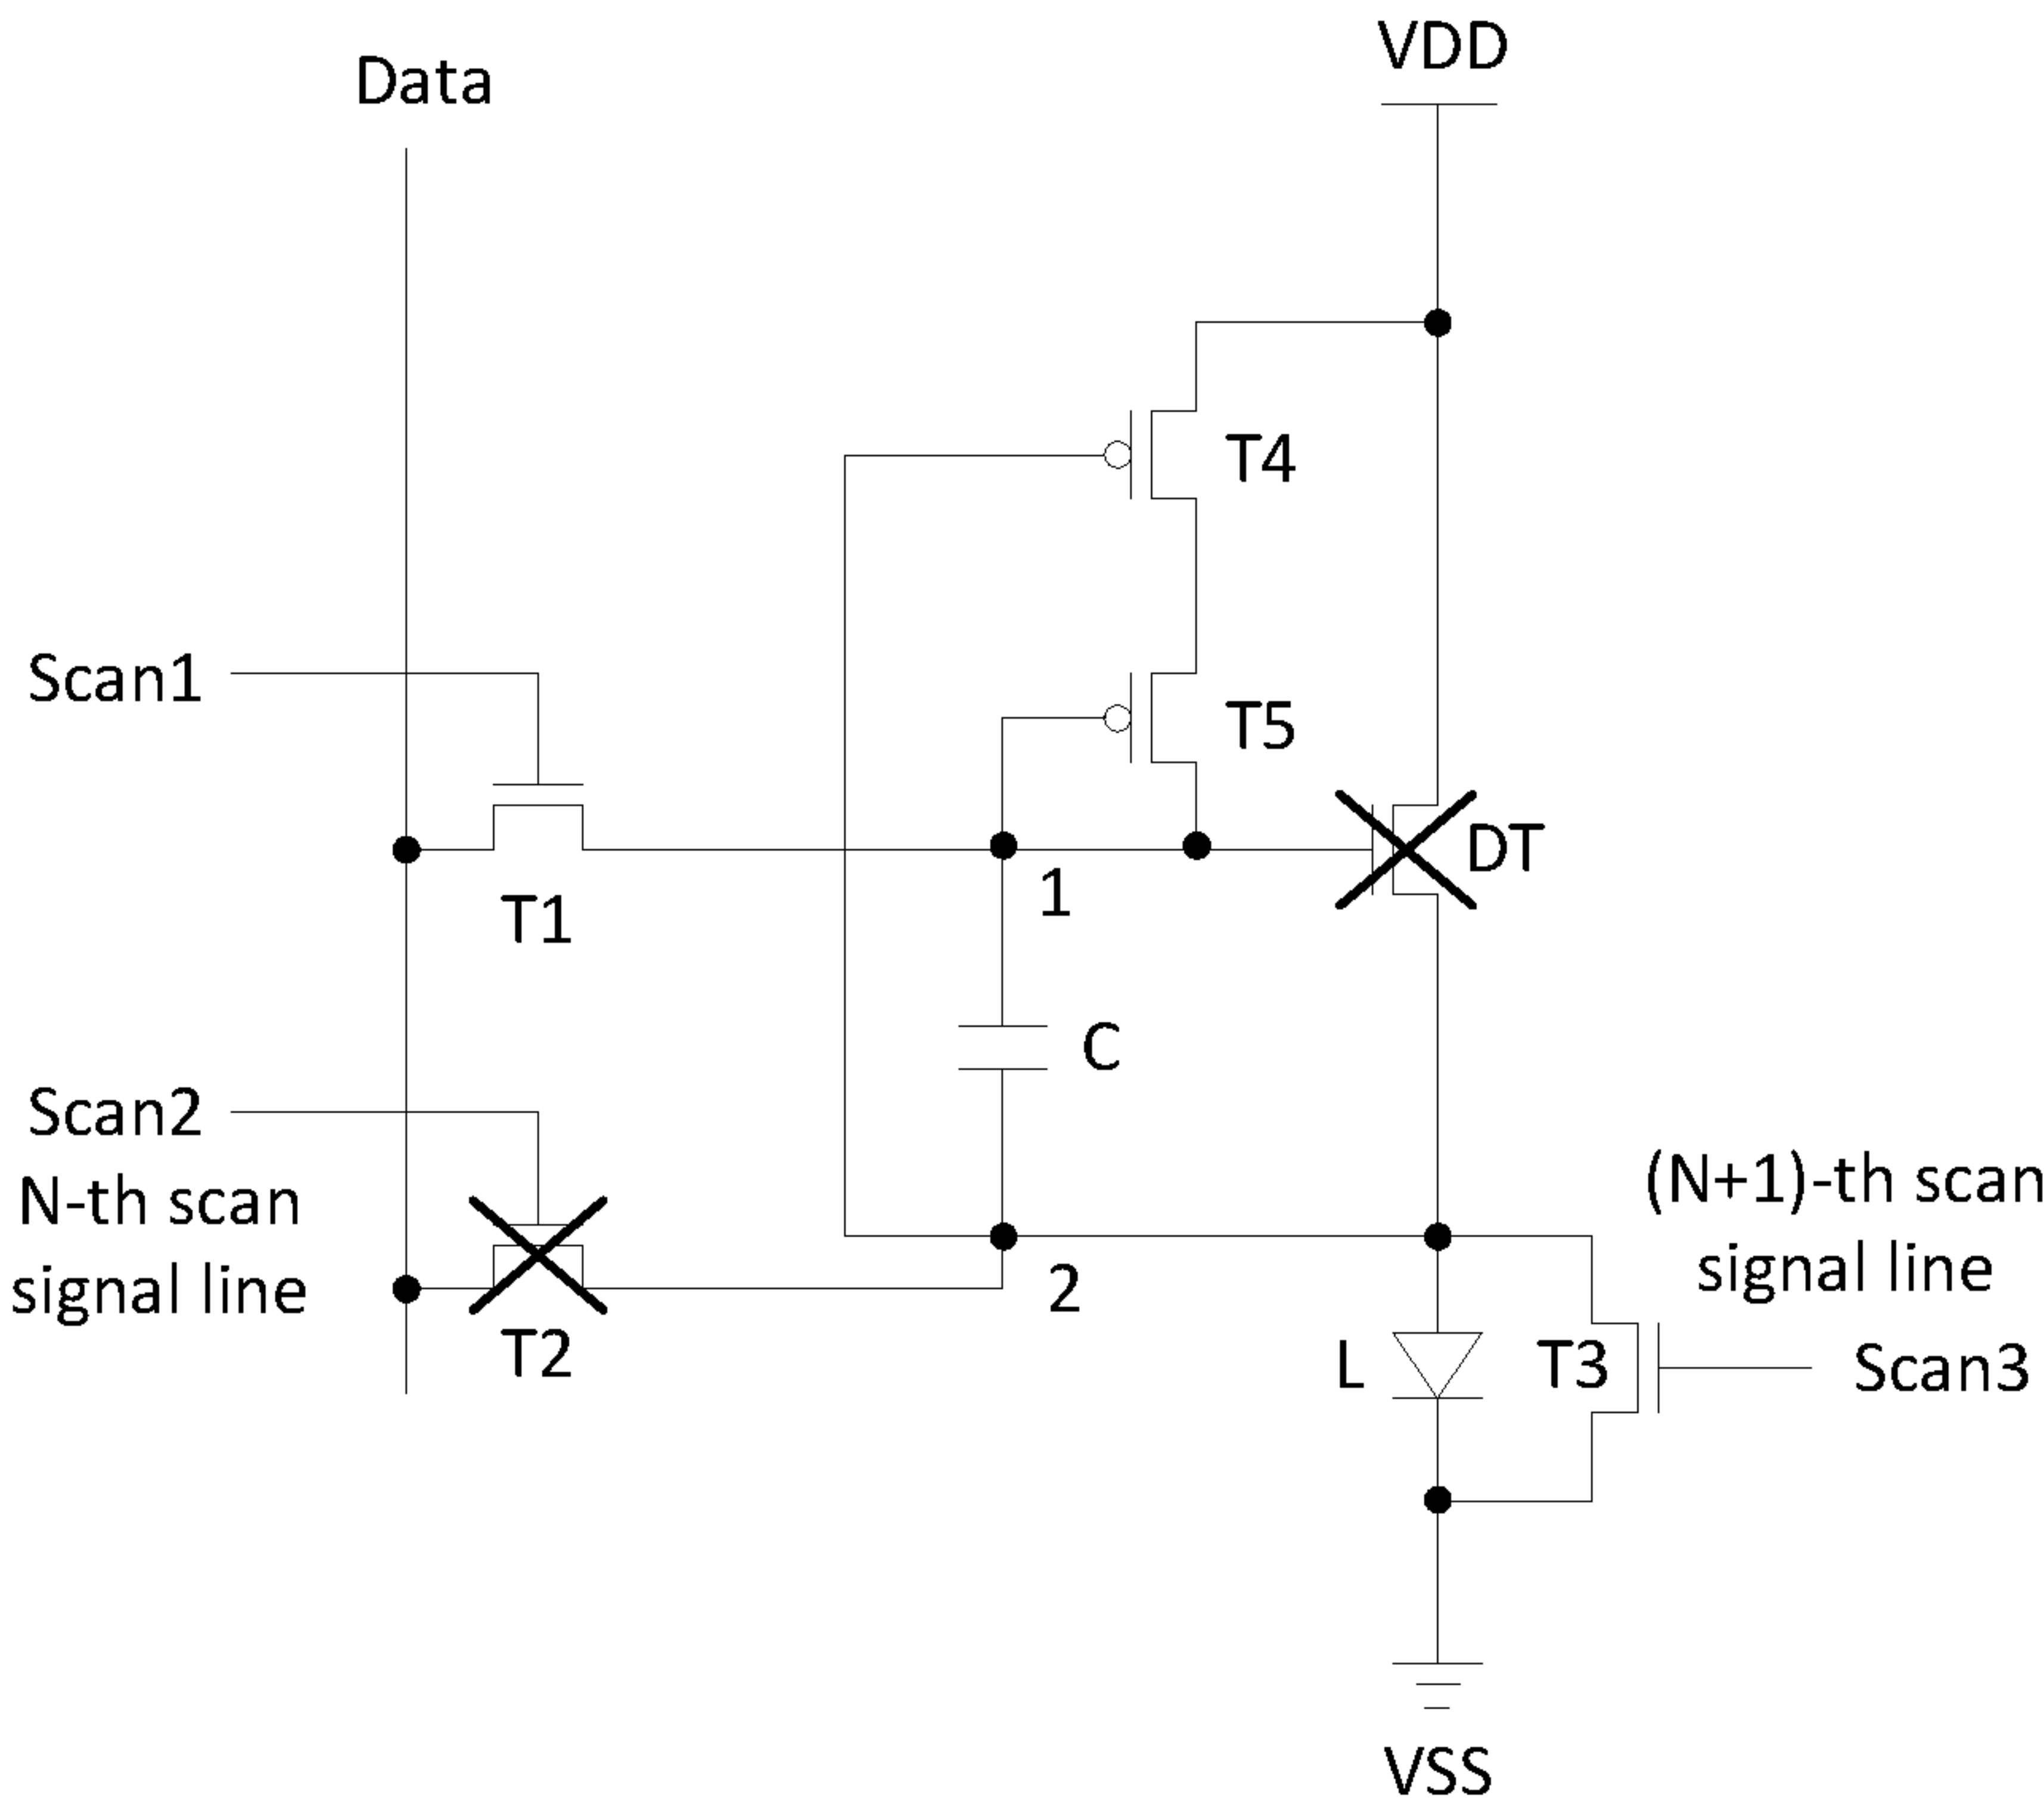 VDD
Data
T4
Scan1
T5
DT
1
T1
C
Scan2
N-th scan
signal line
(N+1)-th scan
signal line
2
T2
L
T3
Scan3
VSS